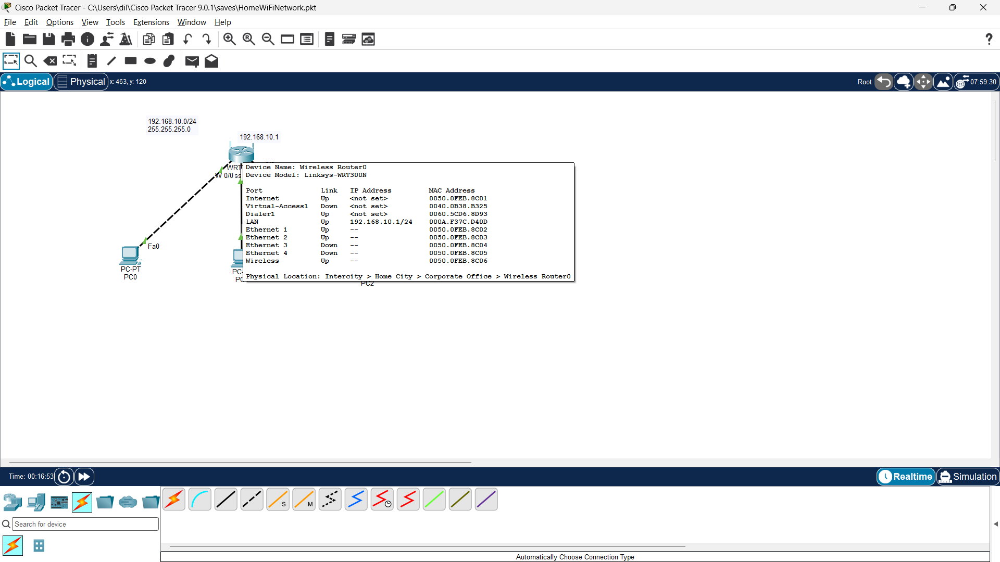 Cisco Packet Tracer - C:\Users\dil\Cisco Packet Tracer 9.0.1\saves\HomeWiFiNetwork.pkt
File Edit Options View Tools Extensions Window Help
Logical Physical x: 463, y: 120 Root 07:59:30
192.168.10.0/24
255.255.255.0
192.168.10.1
WRT
W 0/0 ss
Device Name: Wireless Router0
Device Model: Linksys-WRT300N
Port Link IP Address MAC Address
Internet Up <not set> 0050.0FEB.8C01
Virtual-Access1 Down <not set> 0040.0B38.B325
Dialer1 Up <not set> 0060.5CD6.8D93
LAN Up 192.168.10.1/24 000A.F37C.D40D
Ethernet 1 Up -- 0050.0FEB.8C02
Ethernet 2 Up -- 0050.0FEB.8C03
Ethernet 3 Down -- 0050.0FEB.8C04
Ethernet 4 Down -- 0050.0FEB.8C05
Wireless Up -- 0050.0FEB.8C06
Physical Location: Intercity > Home City > Corporate Office > Wireless Router0
Fa0
PC-PT
PC0
PC-
PC
PC2
Time: 00:16:53 Realtime Simulation
S
M
Search for device
Automatically Choose Connection Type